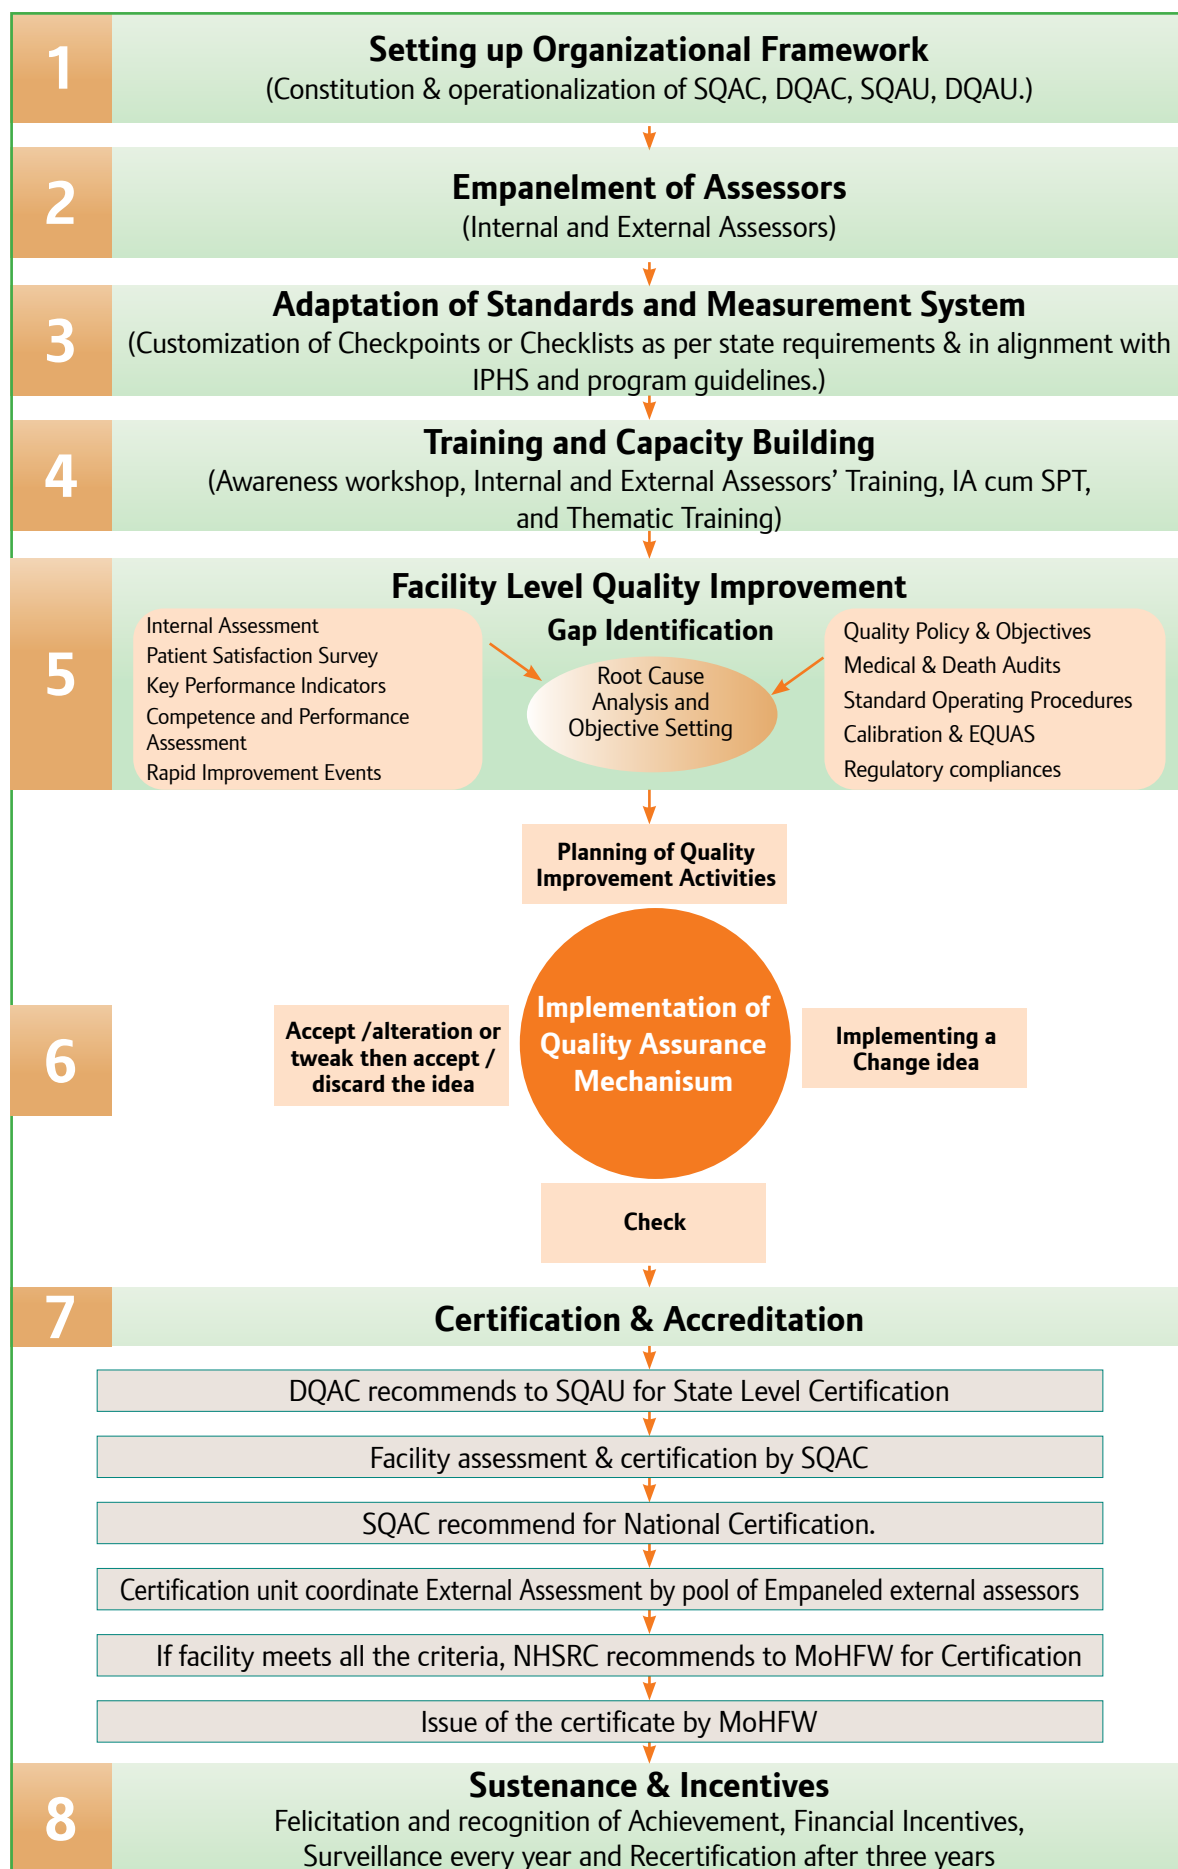 1
Setting up Organizational Framework
(Constitution & operationalization of SQAC, DQAC, SQAU, DQAU.)
2
Empanelment of Assessors
(Internal and External Assessors)
3
Adaptation of Standards and Measurement System
(Customization of Checkpoints or Checklists as per state requirements & in alignment with
IPHS and program guidelines.)
4
Training and Capacity Building
(Awareness workshop, Internal and External Assessors’ Training, IA cum SPT,
and Thematic Training)
5
Facility Level Quality Improvement
Internal Assessment
Patient Satisfaction Survey
Key Performance Indicators
Competence and Performance
Assessment
Rapid Improvement Events
Gap Identification
Root Cause
Analysis and
Objective Setting
Quality Policy & Objectives
Medical & Death Audits
Standard Operating Procedures
Calibration & EQUAS
Regulatory compliances
Planning of Quality
Improvement Activities
6
Accept /alteration or
tweak then accept /
discard the idea
Implementation of
Quality Assurance
Mechanisum
Implementing a
Change idea
Check
7
Certification & Accreditation
DQAC recommends to SQAU for State Level Certification
Facility assessment & certification by SQAC
SQAC recommend for National Certification.
Certification unit coordinate External Assessment by pool of Empaneled external assessors
If facility meets all the criteria, NHSRC recommends to MoHFW for Certification
Issue of the certificate by MoHFW
8
Sustenance & Incentives
Felicitation and recognition of Achievement, Financial Incentives,
Surveillance every year and Recertification after three years